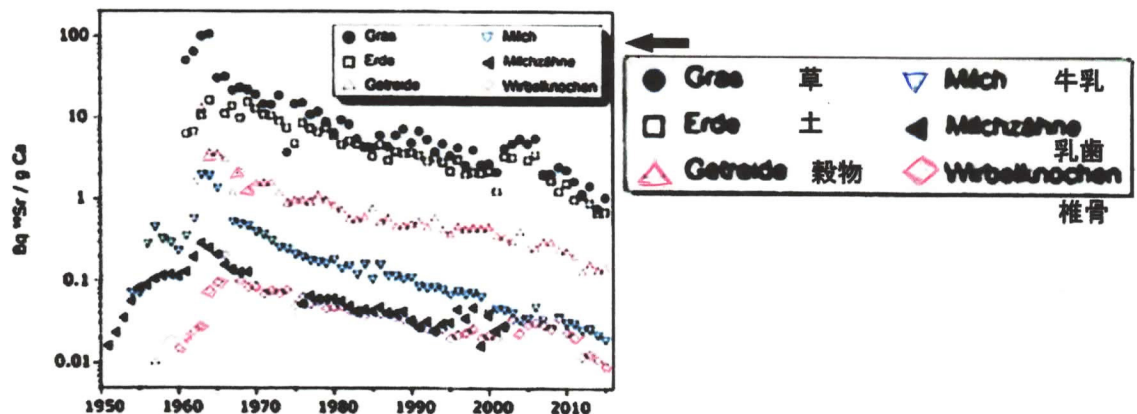 100
10
1
0.1
0.01
Bq ⁹⁰Sr / g Ca
1950 1960 1970 1980 1990 2000 2010
Gras Milch
Erde Milchzähne
Getreide Wirbelknochen
Gras 草 Milch 牛乳
Erde 土 Milchzähne
乳歯
Getreide 穀物 Wirbelknochen
椎骨